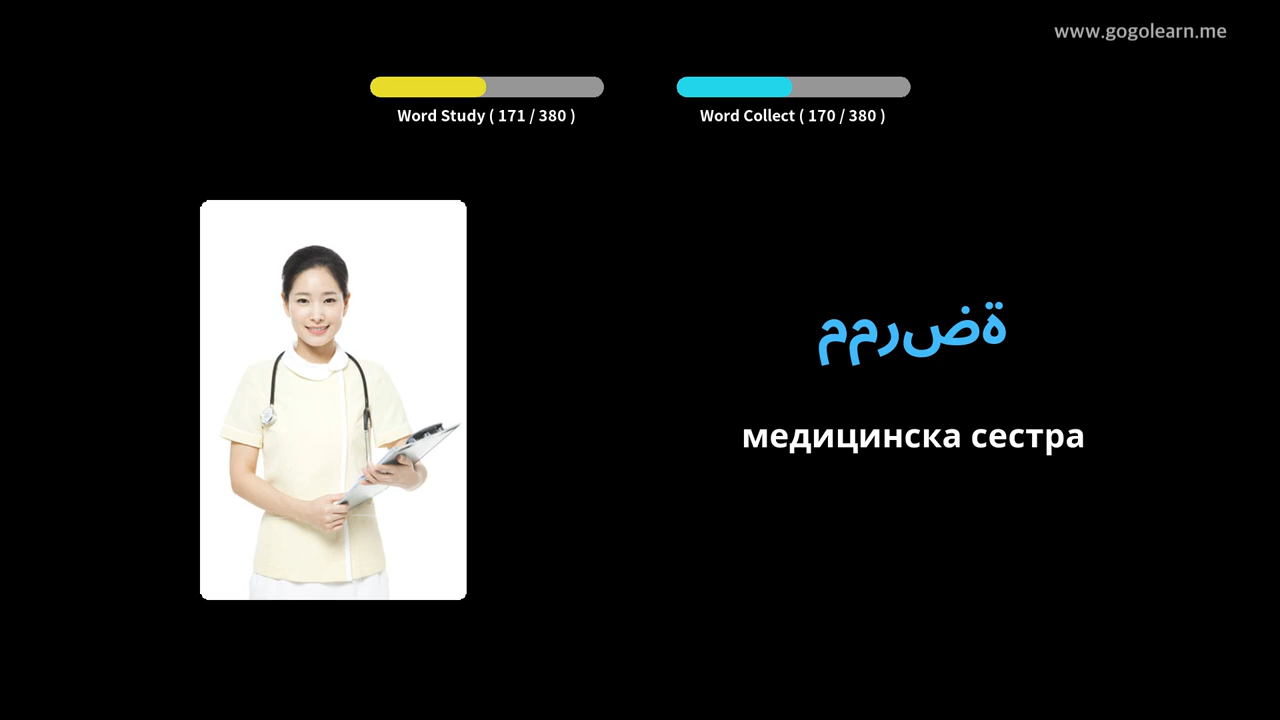 www.gogolearn.me
Word Study ( 171 / 380 )
Word Collect ( 170 / 380 )
ممرضة
медицинска сестра